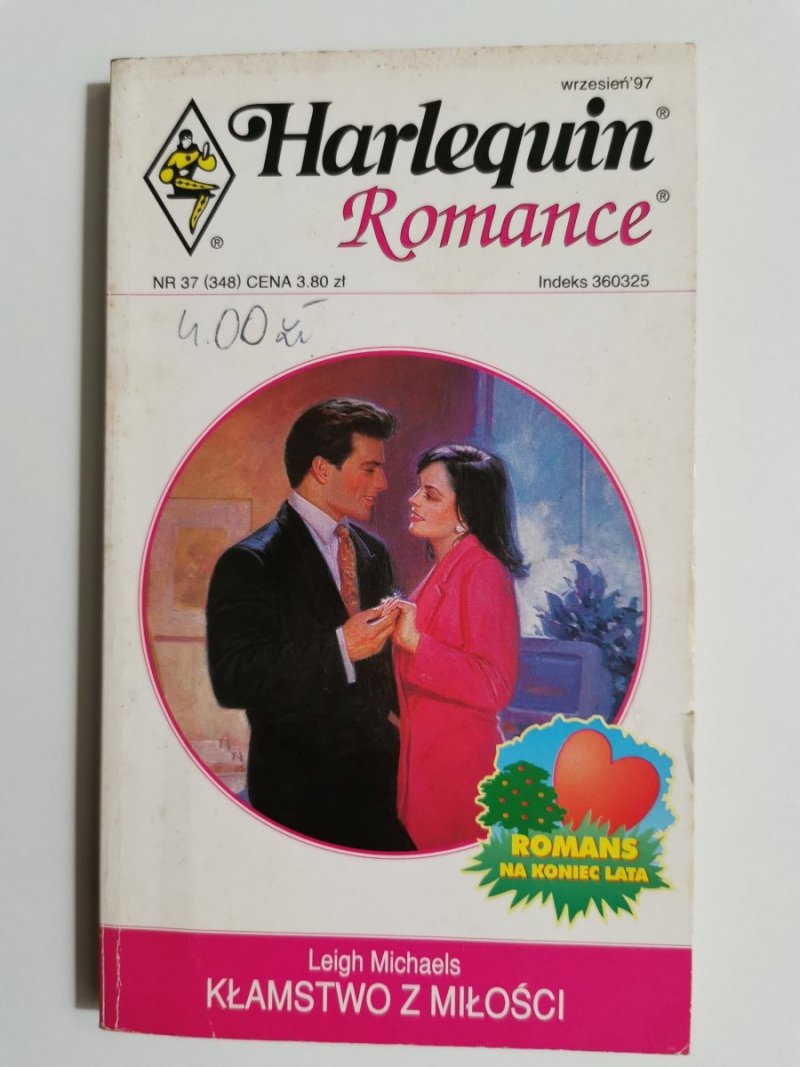 wrzesień'97
Harlequin®
Romance®
®
NR 37 (348) CENA 3.80 zł
Indeks 360325
4.00 zł
ROMANS
NA KONIEC LATA
Leigh Michaels
KŁAMSTWO Z MIŁOŚCI